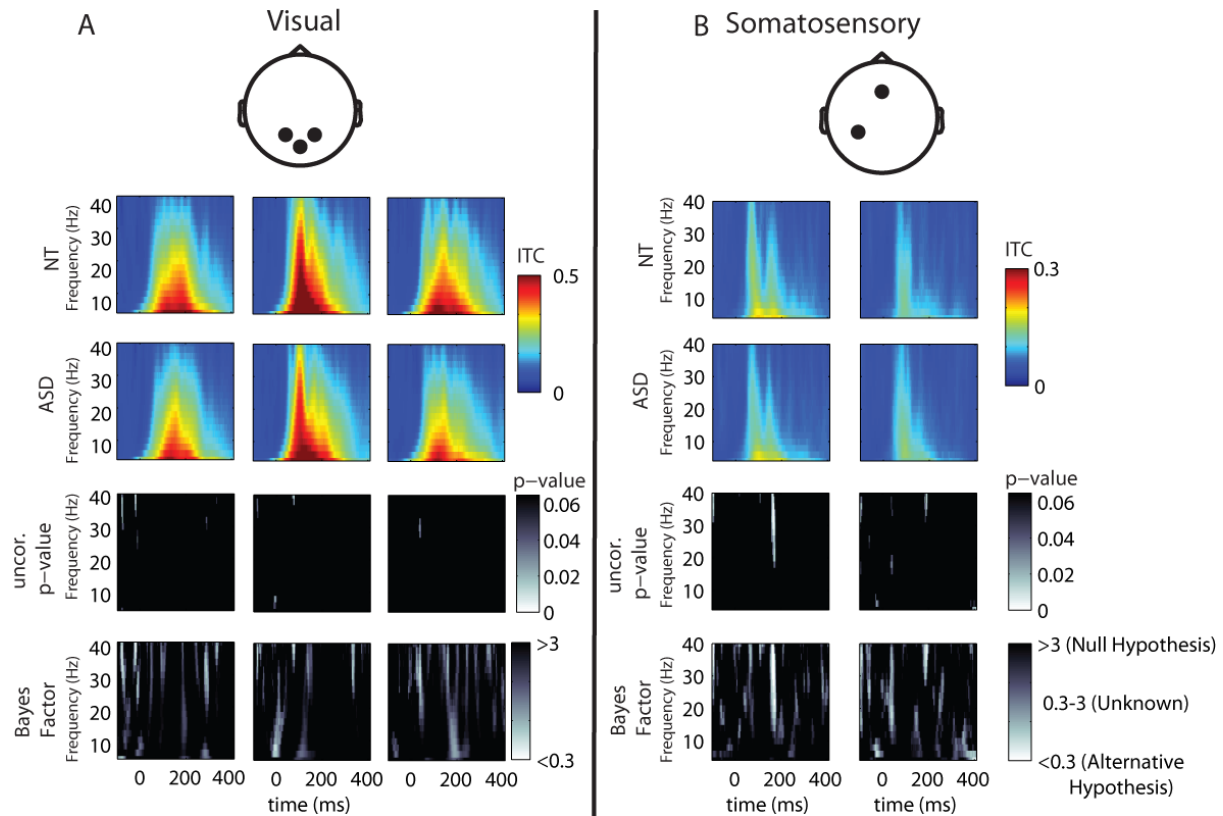 A
Visual
B Somatosensory
NT
Frequency (Hz)
40
30
20
10
ITC
0.5
0
ASD
Frequency (Hz)
40
30
20
10
uncor.
p-value
Frequency (Hz)
40
30
20
10
p-value
0.06
0.04
0.02
0
Bayes
Factor
Frequency (Hz)
40
30
20
10
>3
<0.3
0 200 400 0 200 400 0 200 400
time (ms)
NT
Frequency (Hz)
40
30
20
10
ITC
0.3
0
ASD
Frequency (Hz)
40
30
20
10
uncor.
p-value
Frequency (Hz)
40
30
20
10
p-value
0.06
0.04
0.02
0
Bayes
Factor
Frequency (Hz)
40
30
20
10
>3 (Null Hypothesis)
0.3-3 (Unknown)
<0.3 (Alternative
Hypothesis)
0 200 400 0 200 400
time (ms)